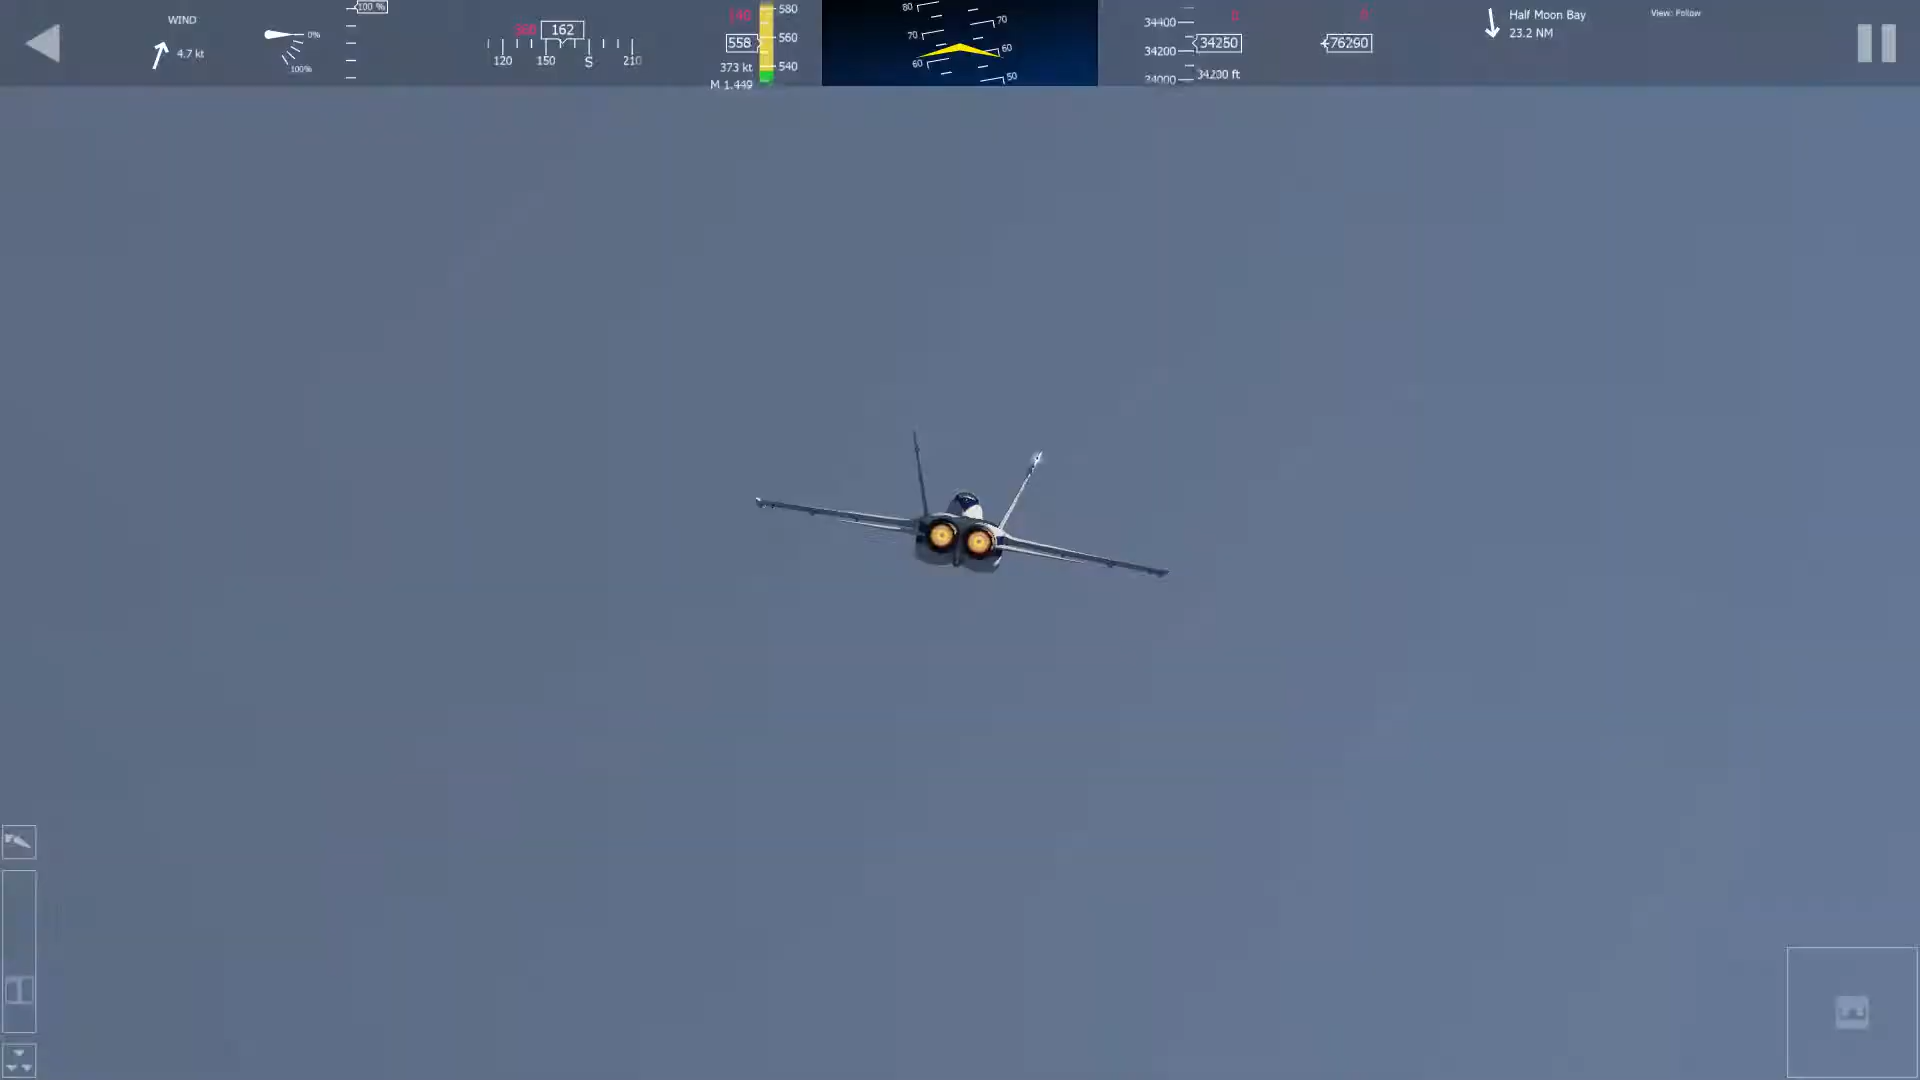 WIND
4.7 kt
0%
100%
100 %
360
162
120 150 S 210
140
558
373 kt
M 1.449
580
560
540
80
70
60
70
60
50
34400
34200
34000
0
34250
34200 ft
0
76290
Half Moon Bay
23.2 NM
View: Follow